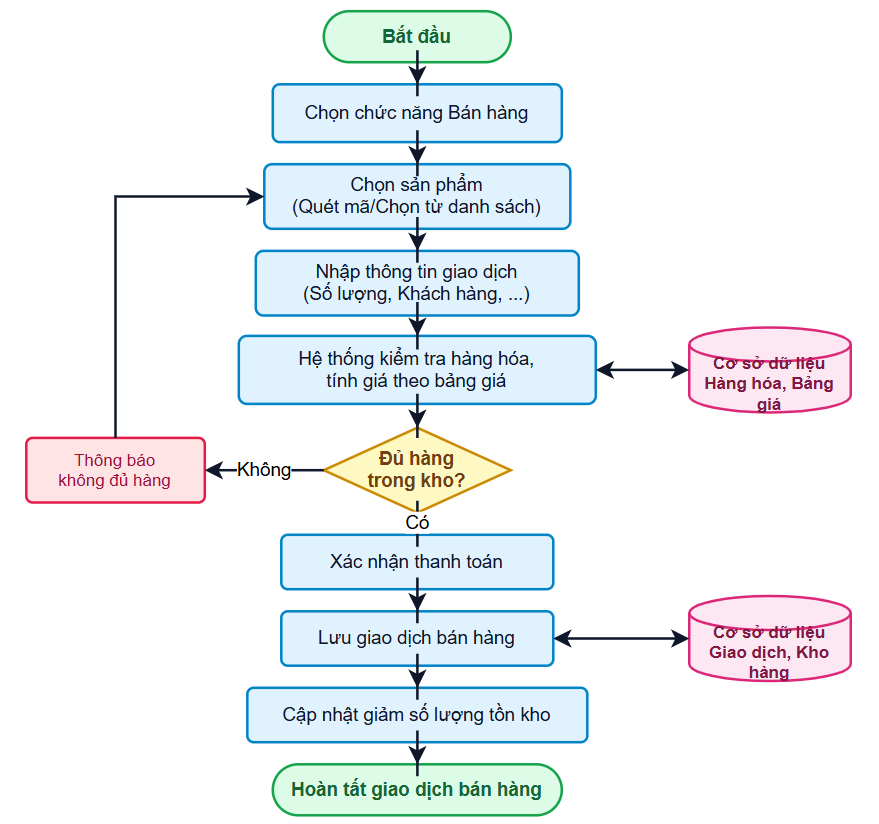 Bắt đầu
Chọn chức năng Bán hàng
Chọn sản phẩm
(Quét mã/Chọn từ danh sách)
Nhập thông tin giao dịch
(Số lượng, Khách hàng, ...)
Hệ thống kiểm tra hàng hóa,
tính giá theo bảng giá
Cơ sở dữ liệu
Hàng hóa, Bảng
giá
Đủ hàng
trong kho?
Không
Thông báo
không đủ hàng
Có
Xác nhận thanh toán
Lưu giao dịch bán hàng
Cơ sở dữ liệu
Giao dịch, Kho
hàng
Cập nhật giảm số lượng tồn kho
Hoàn tất giao dịch bán hàng